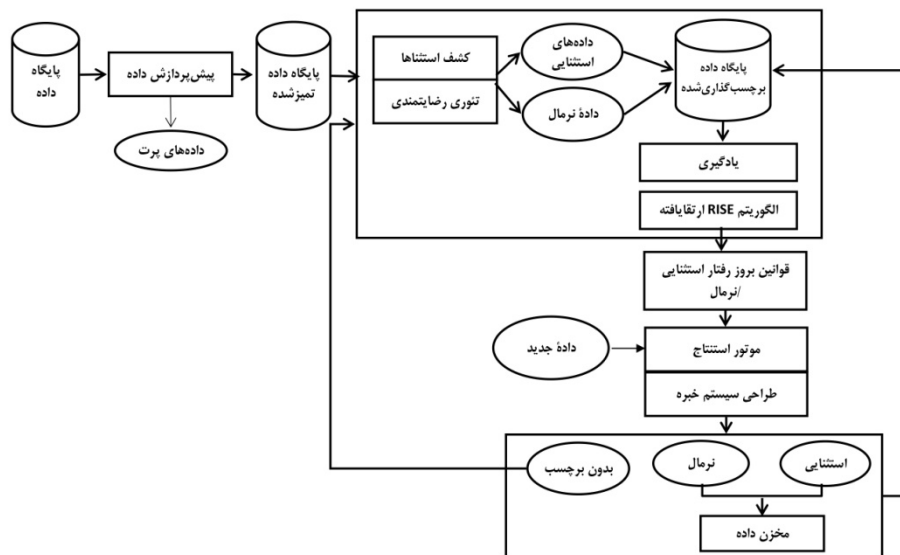 پایگاه
داده
پیش‌پردازش داده
داده‌های پرت
پایگاه داده
تمیزشده
کشف استثناها
تئوری رضایتمندی
داده‌های
استثنایی
دادهٔ نرمال
پایگاه داده
برچسب‌گذاری‌شده
یادگیری
الگوریتم RISE ارتقایافته
قوانین بروز رفتار استثنایی
/نرمال
دادهٔ جدید
موتور استنتاج
طراحی سیستم خبره
استثنایی
نرمال
بدون برچسب
مخزن داده